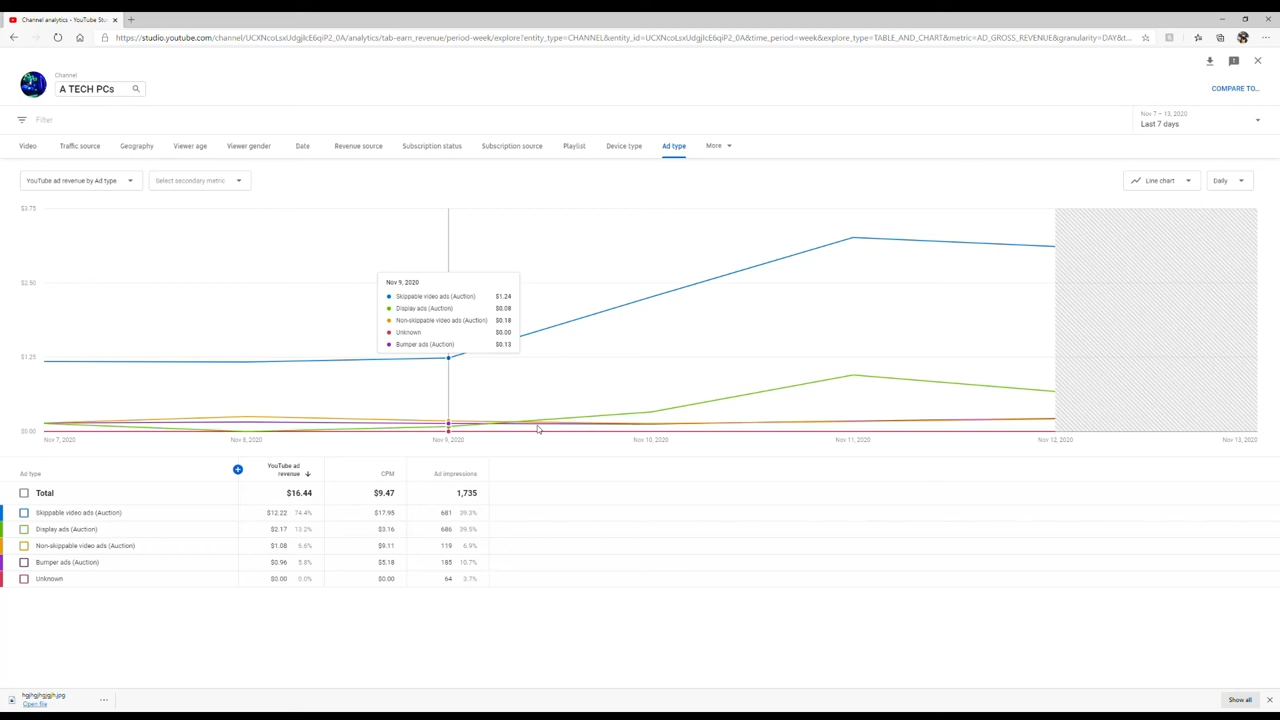 Channel analytics - YouTube Stu
https://studio.youtube.com/channel/UCXNcoLsxUdgjlcE6qiP2_0A/analytics/tab-earn_revenue/period-week/explore?entity_type=CHANNEL&entity_id=UCXNcoLsxUdgjlcE6qiP2_0A&time_period=week&explore_type=TABLE_AND_CHART&metric=AD_GROSS_REVENUE&granularity=DAY&t...
Channel
A TECH PCs
COMPARE TO...
Filter
Nov 7 – 13, 2020
Last 7 days
Video Traffic source Geography Viewer age Viewer gender Date Revenue source Subscription status Subscription source Playlist Device type Ad type More
YouTube ad revenue by Ad type Select secondary metric Line chart Daily
$3.75
$2.50
$1.25
$0.00
Nov 9, 2020
Skippable video ads (Auction) $1.24
Display ads (Auction) $0.08
Non-skippable video ads (Auction) $0.18
Unknown $0.00
Bumper ads (Auction) $0.13
Nov 7, 2020 Nov 8, 2020 Nov 9, 2020 Nov 10, 2020 Nov 11, 2020 Nov 12, 2020 Nov 13, 2020
Ad type YouTube ad revenue CPM Ad impressions
Total $16.44 $9.47 1,735
Skippable video ads (Auction) $12.22 74.4% $17.95 681 39.3%
Display ads (Auction) $2.17 13.2% $3.16 686 39.5%
Non-skippable video ads (Auction) $1.08 6.6% $9.11 119 6.9%
Bumper ads (Auction) $0.96 5.8% $5.18 185 10.7%
Unknown $0.00 0.0% $0.00 64 3.7%
Open file
Show all